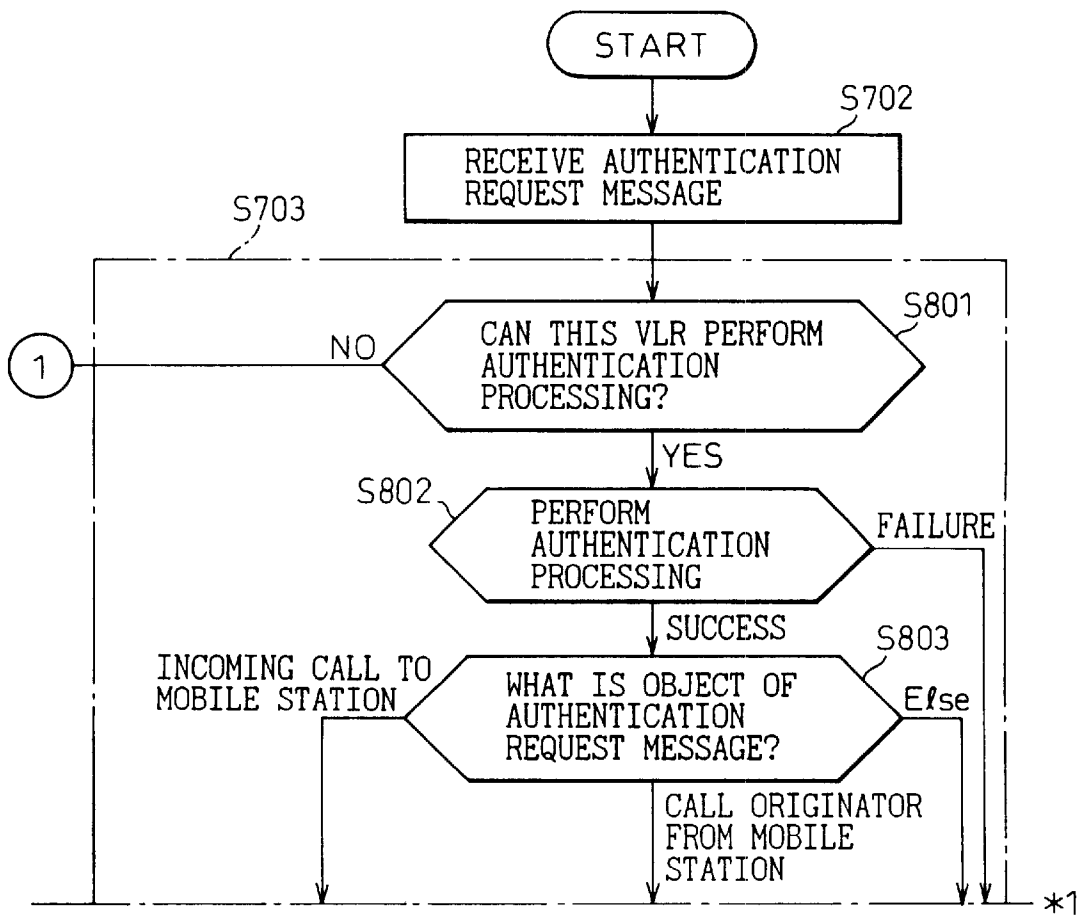 START
S702
RECEIVE AUTHENTICATION
REQUEST MESSAGE
S703
S801
CAN THIS VLR PERFORM
AUTHENTICATION
PROCESSING?
NO
1
YES
S802
PERFORM
AUTHENTICATION
PROCESSING
FAILURE
SUCCESS
S803
INCOMING CALL TO
MOBILE STATION
WHAT IS OBJECT OF
AUTHENTICATION
REQUEST MESSAGE?
Else
CALL ORIGINATOR
FROM MOBILE
STATION
*1